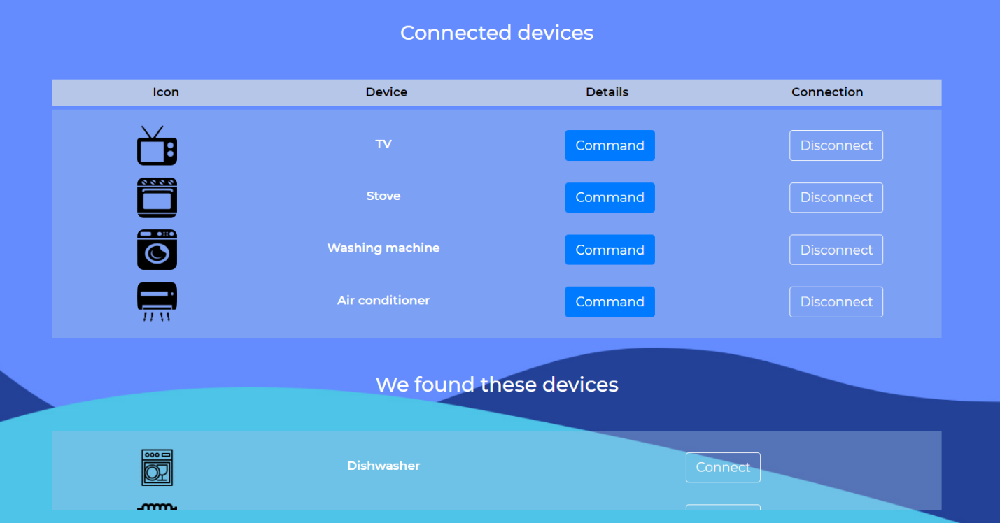 Connected devices
Icon Device Details Connection
TV Command Disconnect
Stove Command Disconnect
Washing machine Command Disconnect
Air conditioner Command Disconnect
We found these devices
Dishwasher Connect